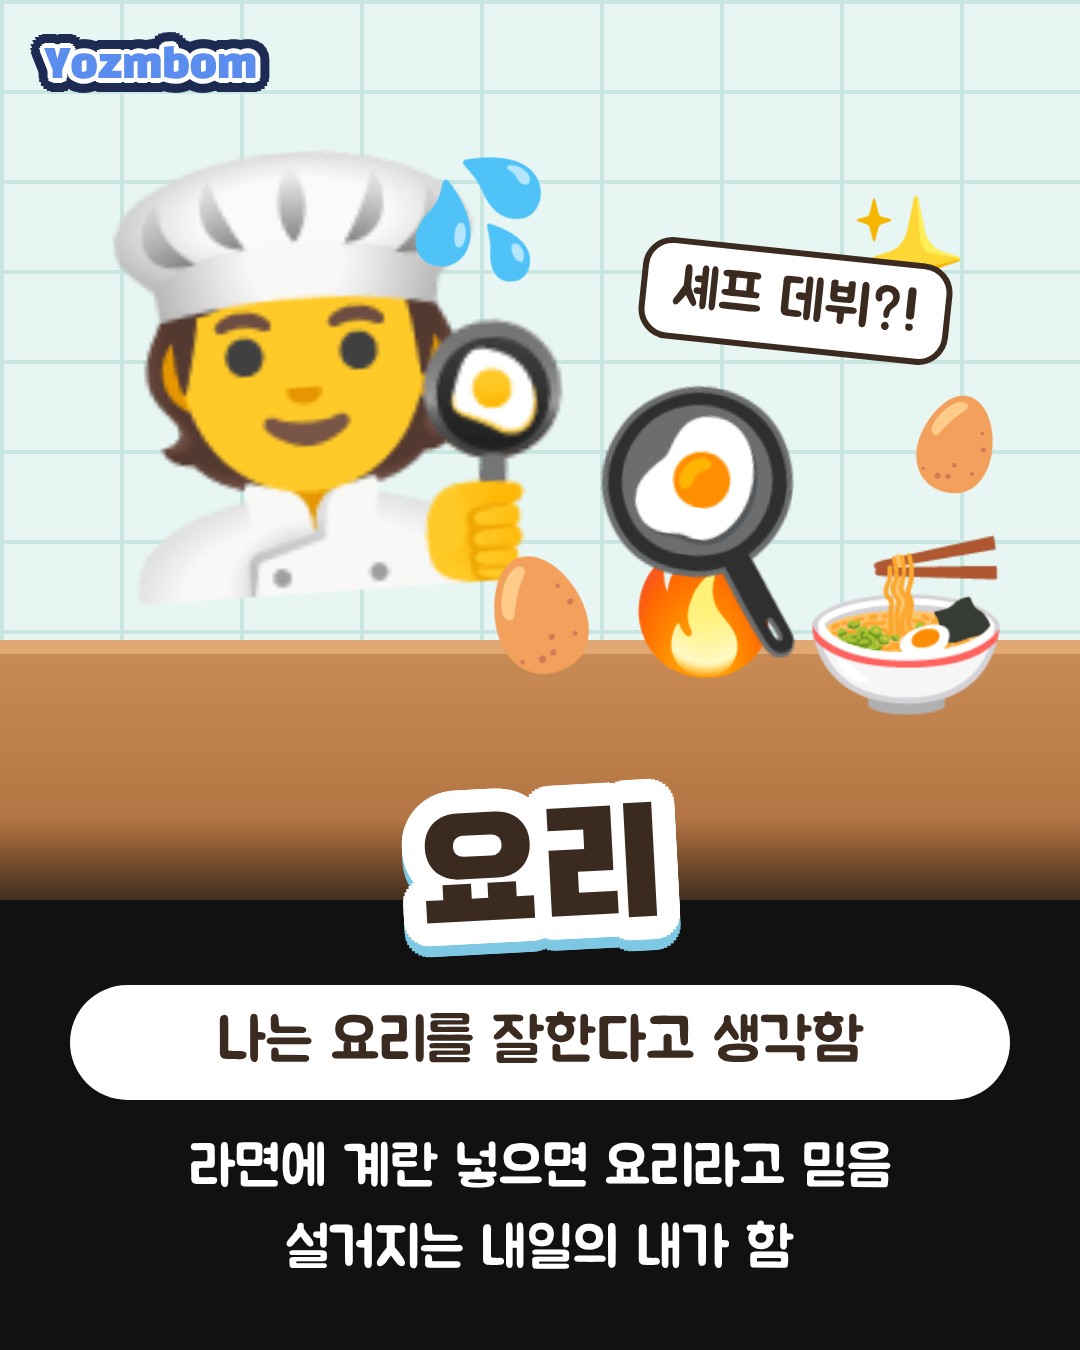 Yozmbom
셰프 데뷔?!
요리
나는 요리를 잘한다고 생각함
라면에 계란 넣으면 요리라고 믿음
설거지는 내일의 내가 함